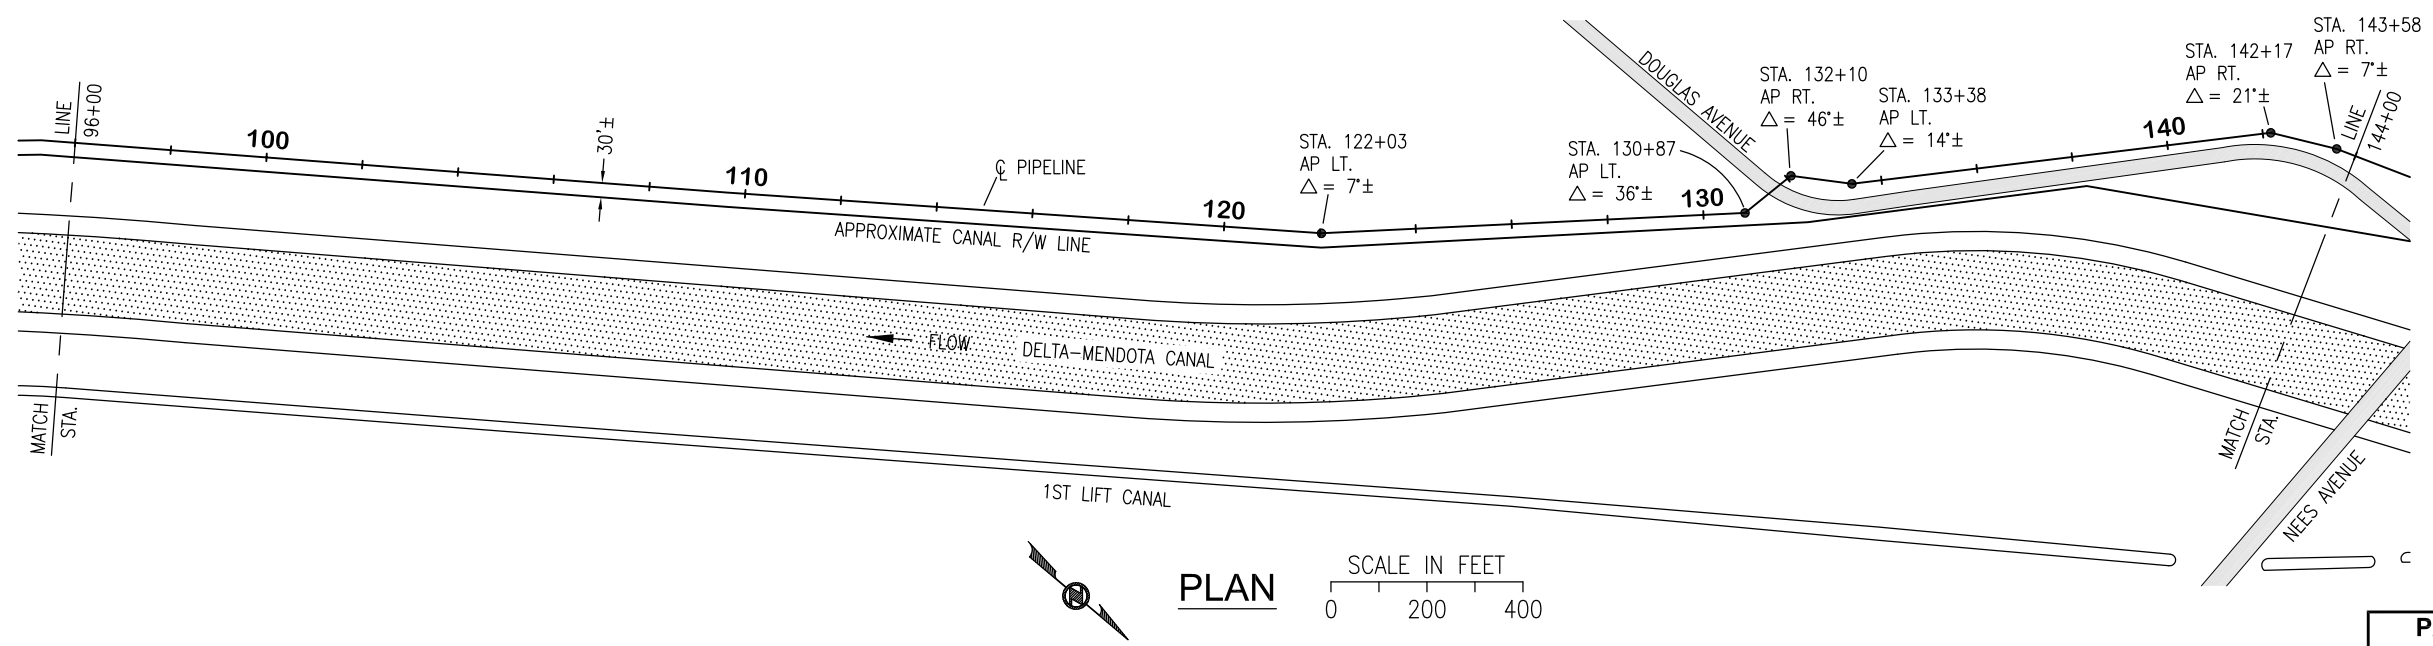 MATCH LINE
STA. 96+00
100
30'±
110
℄ PIPELINE
APPROXIMATE CANAL R/W LINE
120
STA. 122+03
AP LT.
△ = 7°±
130
STA. 130+87
AP LT.
△ = 36°±
DOUGLAS AVENUE
STA. 132+10
AP RT.
△ = 46°±
STA. 133+38
AP LT.
△ = 14°±
140
STA. 142+17
AP RT.
△ = 21°±
STA. 143+58
AP RT.
△ = 7°±
MATCH LINE
STA. 144+00
FLOW
DELTA-MENDOTA CANAL
1ST LIFT CANAL
NEES AVENUE
N
PLAN
SCALE IN FEET
0 200 400